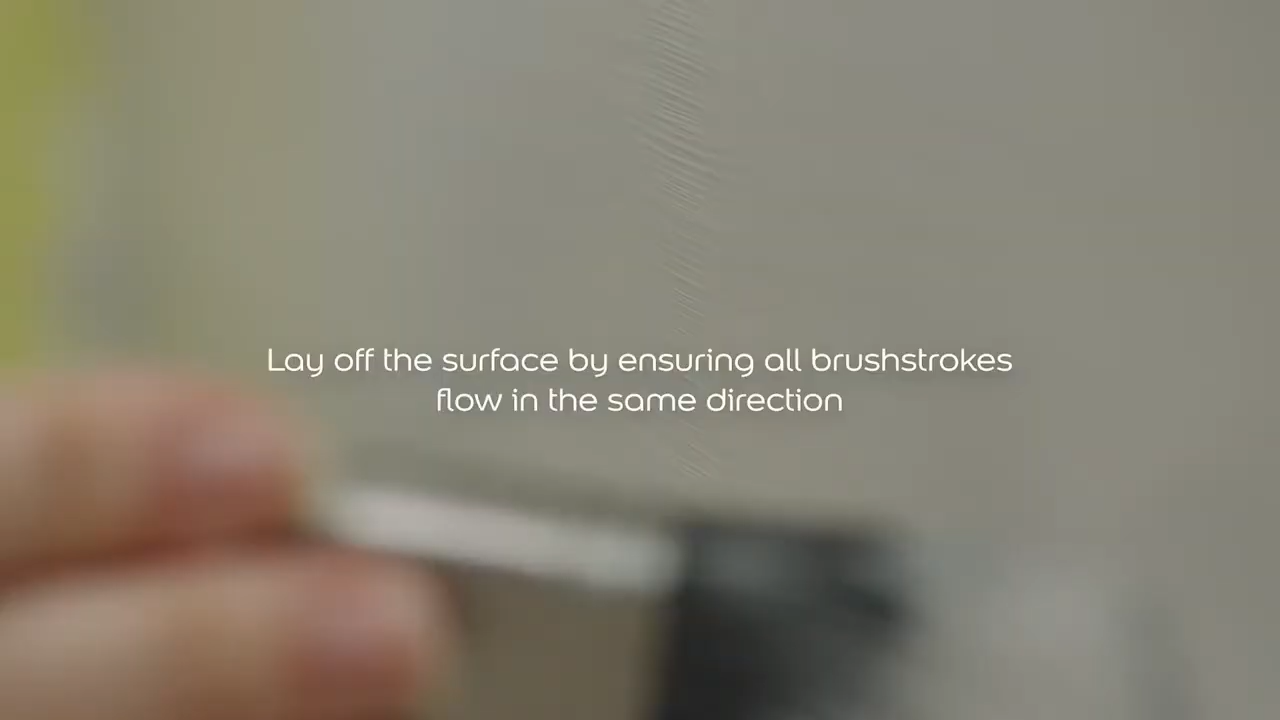 Lay off the surface by ensuring all brushstrokes
flow in the same direction